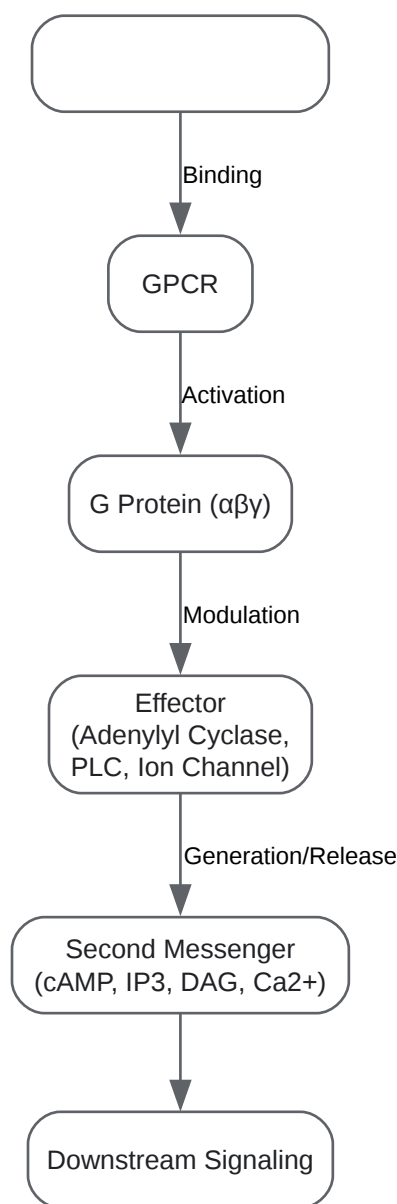 Binding
GPCR
Activation
G Protein (αβγ)
Modulation
Effector
(Adenylyl Cyclase,
PLC, Ion Channel)
Generation/Release
Second Messenger
(cAMP, IP3, DAG, Ca2+)
Downstream Signaling